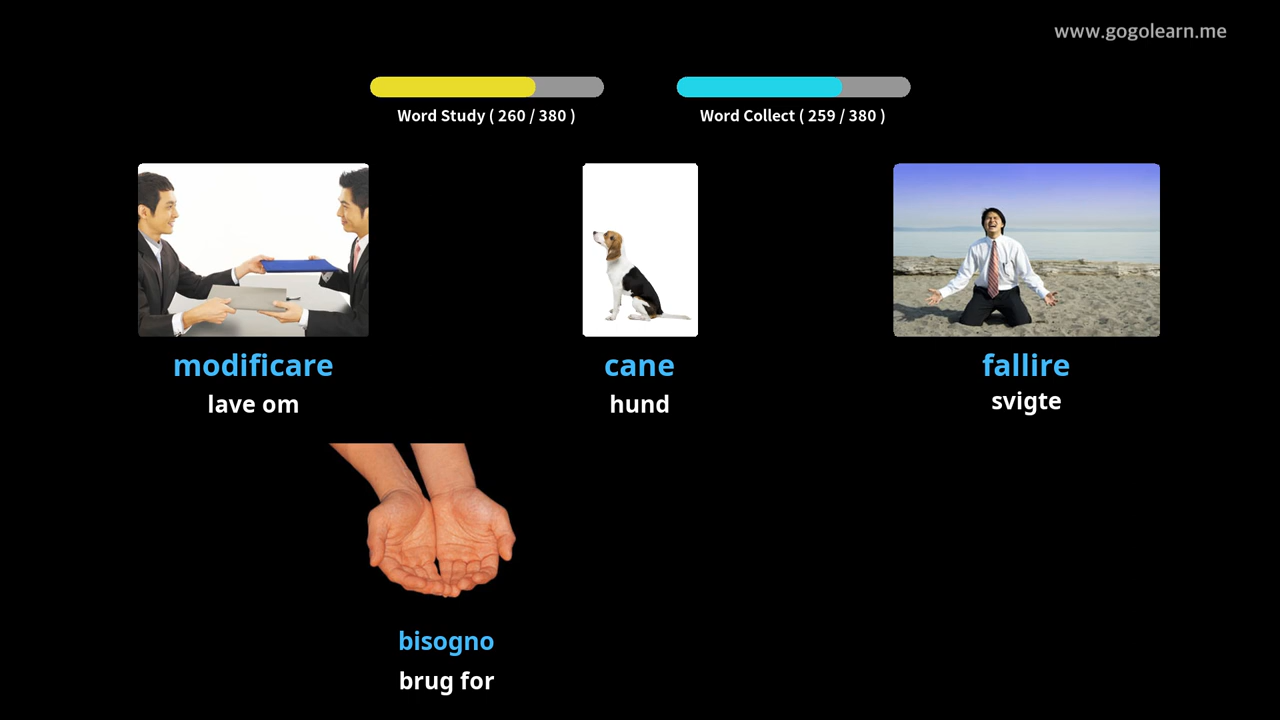 www.gogolearn.me
Word Study ( 260 / 380 )
Word Collect ( 259 / 380 )
modificare
lave om
cane
hund
fallire
svigte
bisogno
brug for